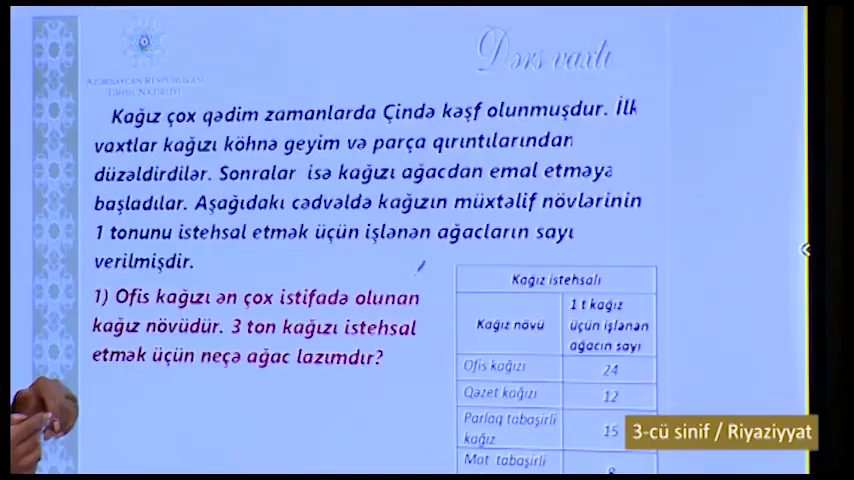 Dərs vaxtı
AZƏRBAYCAN RESPUBLİKASI
TƏHSİL NAZİRLİYİ
Kağız çox qədim zamanlarda Çində kəşf olunmuşdur. İlk
vaxtlar kağızı köhnə geyim və parça qırıntılarından
düzəldirdilər. Sonralar isə kağızı ağacdan emal etməyə
başladılar. Aşağıdakı cədvəldə kağızın müxtəlif növlərinin
1 tonunu istehsal etmək üçün işlənən ağacların sayı
verilmişdir.
1) Ofis kağızı ən çox istifadə olunan
kağız növüdür. 3 ton kağızı istehsal
etmək üçün neçə ağac lazımdır?
Kağız istehsalı
Kağız növü
1 t kağız
üçün işlənən
ağacın sayı
Ofis kağızı 24
Qəzet kağızı 12
Parlaq tabaşirli
kağız 15
Mat tabaşirli
3-cü sinif / Riyaziyyat